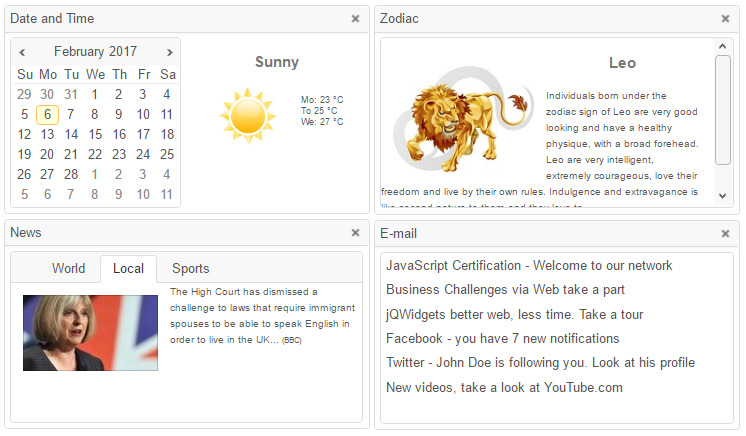 Date and Time
February 2017
Su Mo Tu We Th Fr Sa
29 30 31 1 2 3 4
5 6 7 8 9 10 11
12 13 14 15 16 17 18
19 20 21 22 23 24 25
26 27 28 1 2 3 4
5 6 7 8 9 10 11
Sunny
Mo: 23 °C
To 25 °C
We: 27 °C
Zodiac
Leo
Individuals born under the
zodiac sign of Leo are very good
looking and have a healthy
physique, with a broad forehead.
Leo are very intelligent,
extremely courageous, love their
freedom and live by their own rules. Indulgence and extravagance is
like second nature to them and they love to
News
World Local Sports
The High Court has dismissed a
challenge to laws that require immigrant
spouses to be able to speak English in
order to live in the UK... (BBC)
E-mail
JavaScript Certification - Welcome to our network
Business Challenges via Web take a part
jQWidgets better web, less time. Take a tour
Facebook - you have 7 new notifications
Twitter - John Doe is following you. Look at his profile
New videos, take a look at YouTube.com